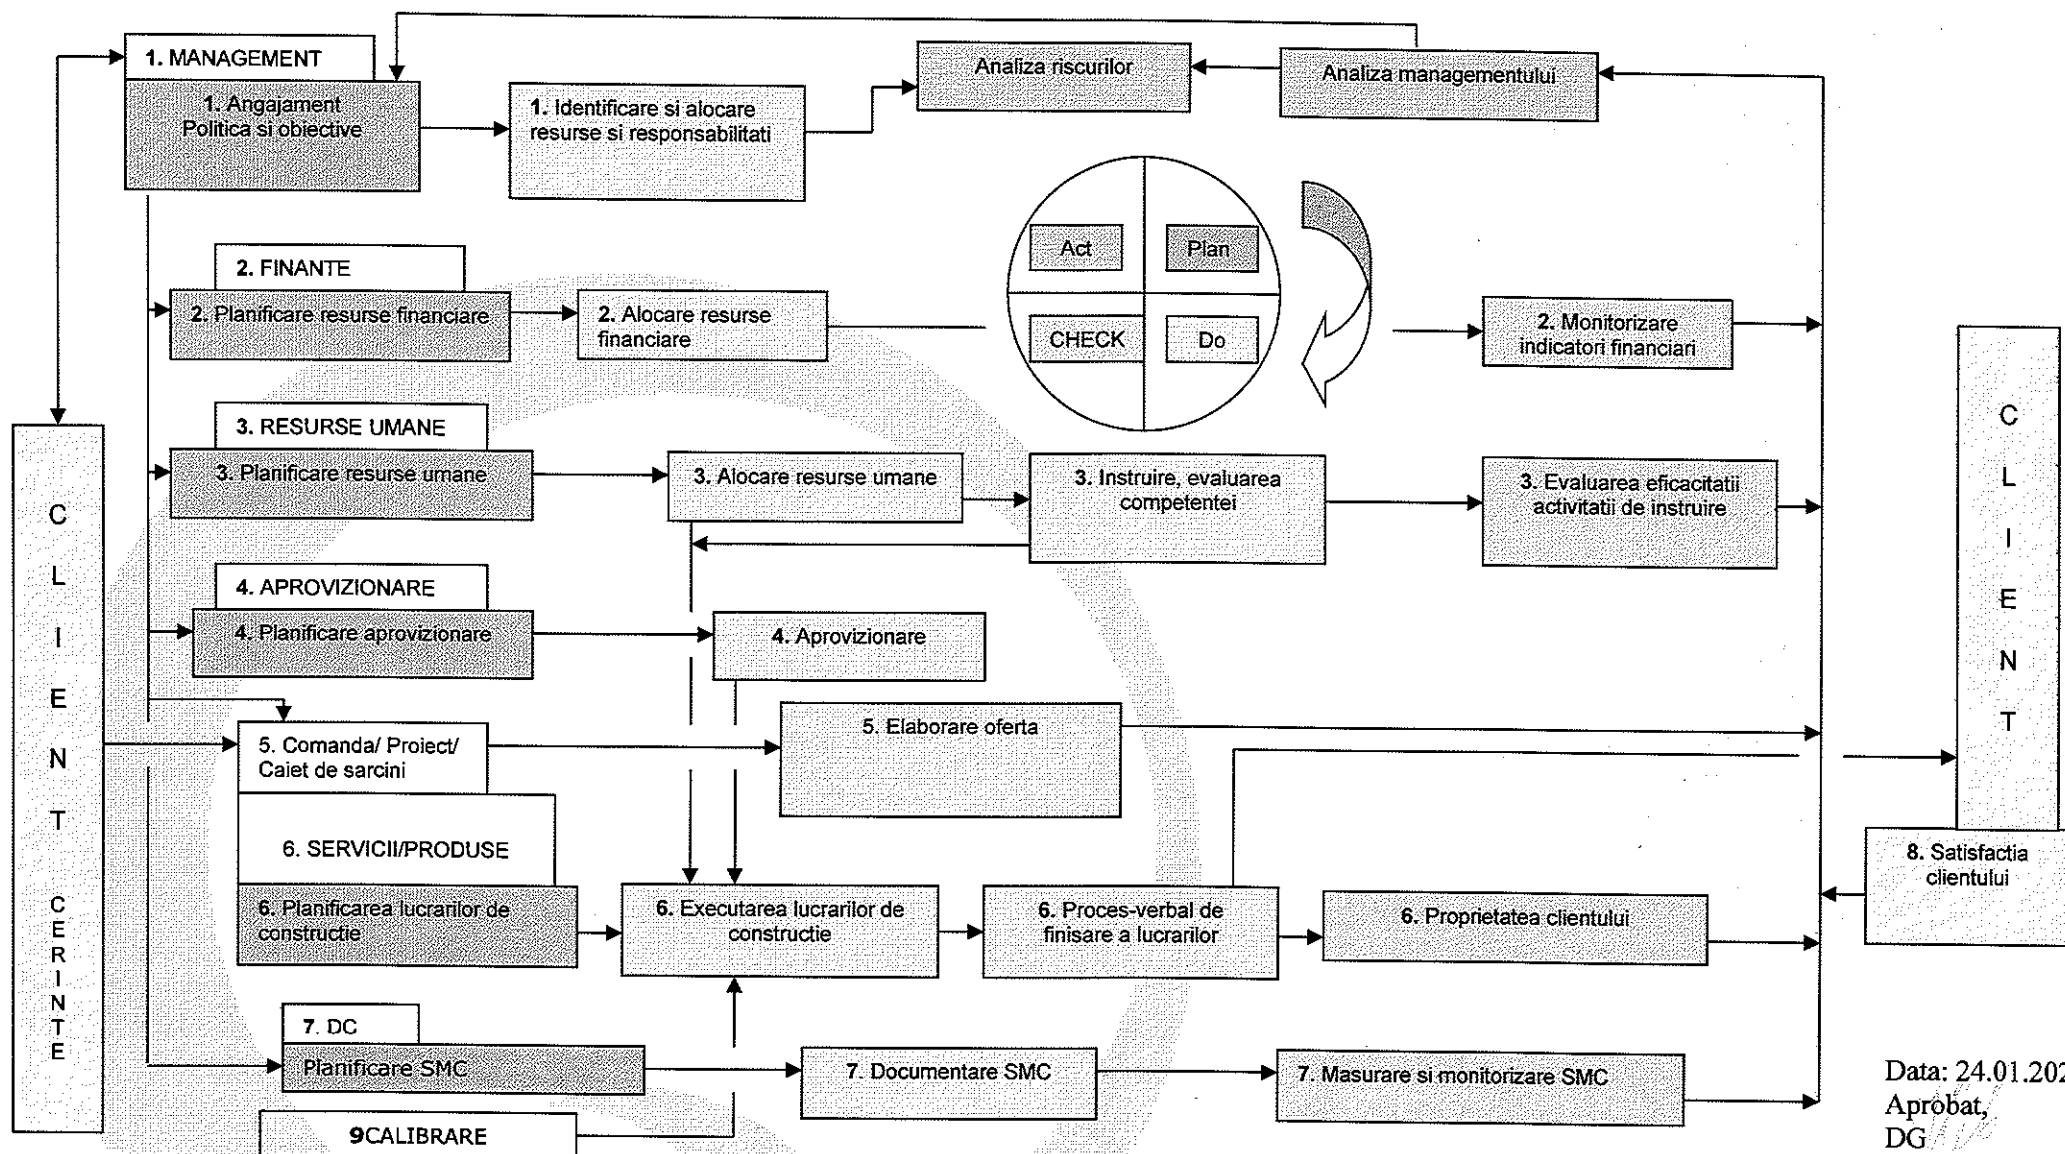 1. MANAGEMENT
1. Angajament
Politica si obiective
1. Identificare si alocare
resurse si responsabilitati
Analiza riscurilor
Analiza managementului
Act
Plan
CHECK
Do
2. FINANTE
2. Planificare resurse financiare
2. Alocare resurse
financiare
2. Monitorizare
indicatori financiari
3. RESURSE UMANE
3. Planificare resurse umane
3. Alocare resurse umane
3. Instruire, evaluarea
competentei
3. Evaluarea eficacitatii
activitatii de instruire
CLIENT CERINTE
CLIENT
4. APROVIZIONARE
4. Planificare aprovizionare
4. Aprovizionare
5. Comanda/ Proiect/
Caiet de sarcini
5. Elaborare oferta
6. SERVICII/PRODUSE
6. Planificarea lucrarilor de
constructie
6. Executarea lucrarilor de
constructie
6. Proces-verbal de
finisare a lucrarilor
6. Proprietatea clientului
8. Satisfactia
clientului
7. DC
Planificare SMC
7. Documentare SMC
7. Masurare si monitorizare SMC
9CALIBRARE
Data: 24.01.202
Aprobat,
DG